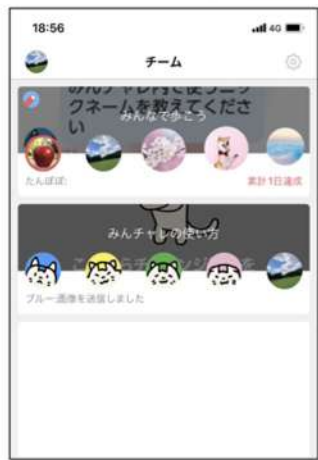 18:56
4G
チーム
みんチャレ内で使うニッ
クネームを教えてくださ
い
みんなで歩こう
たんぽぽ:
累計1日達成
みんチャレの使い方
ブルー:画像を送信しました